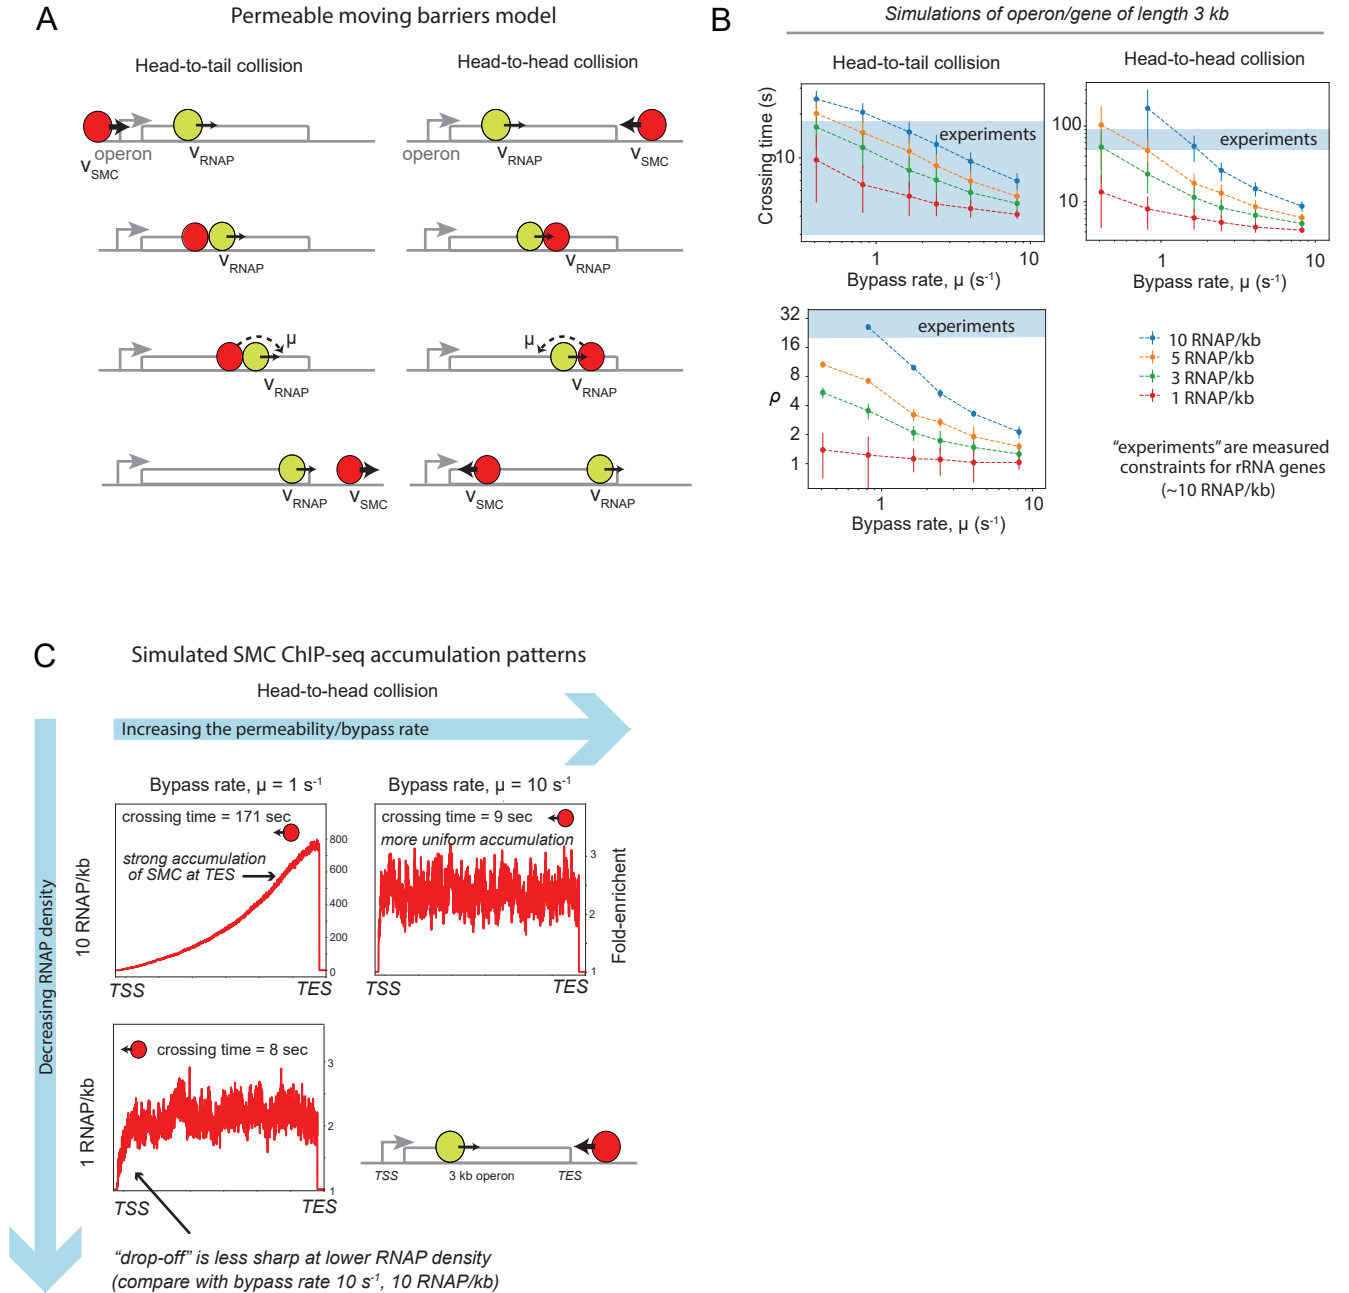 A
Permeable moving barriers model
Head-to-tail collision
Head-to-head collision
operon
vSMC
vRNAP
operon
vRNAP
vSMC
vRNAP
vRNAP
μ
vRNAP
μ
vRNAP
vRNAP
vSMC
vSMC
vRNAP
B
Simulations of operon/gene of length 3 kb
Head-to-tail collision
Crossing time (s)
10
experiments
1
10
Bypass rate, μ (s-1)
Head-to-head collision
100
10
experiments
1
10
Bypass rate, μ (s-1)
32
16
8
4
2
1
ρ
experiments
1
10
Bypass rate, μ (s-1)
10 RNAP/kb
5 RNAP/kb
3 RNAP/kb
1 RNAP/kb
“experiments” are measured
constraints for rRNA genes
(~10 RNAP/kb)
C
Simulated SMC ChIP-seq accumulation patterns
Head-to-head collision
Increasing the permeability/bypass rate
Decreasing RNAP density
Bypass rate, μ = 1 s-1
Bypass rate, μ = 10 s-1
10 RNAP/kb
crossing time = 171 sec
strong accumulation
of SMC at TES
800
600
400
200
0
TSS
TES
crossing time = 9 sec
more uniform accumulation
3
2
1
Fold-enrichent
TSS
TES
1 RNAP/kb
crossing time = 8 sec
3
2
1
TSS
TES
TSS
3 kb operon
TES
“drop-off” is less sharp at lower RNAP density
(compare with bypass rate 10 s-1, 10 RNAP/kb)